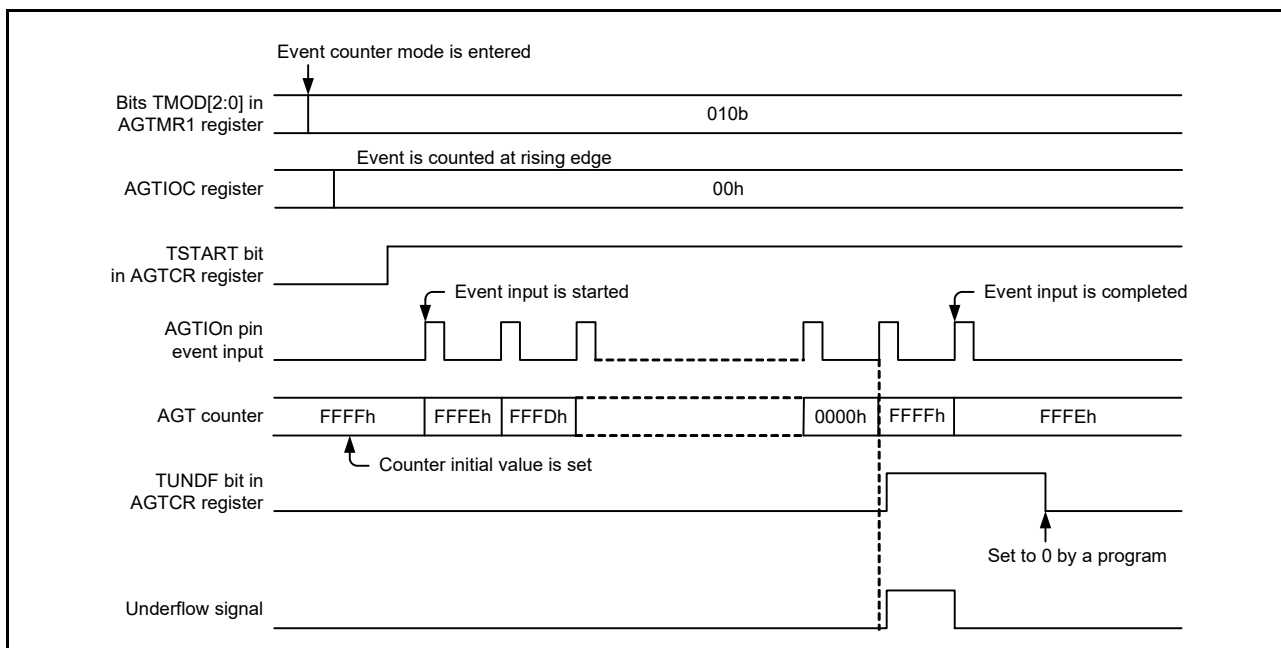 Event counter mode is entered
Bits TMOD[2:0] in
AGTMR1 register
010b
Event is counted at rising edge
AGTIOC register
00h
TSTART bit
in AGTCR register
Event input is started
Event input is completed
AGTIOn pin
event input
AGT counter
FFFFh
FFFEh
FFFDh
0000h
FFFFh
FFFEh
Counter initial value is set
TUNDF bit in
AGTCR register
Set to 0 by a program
Underflow signal